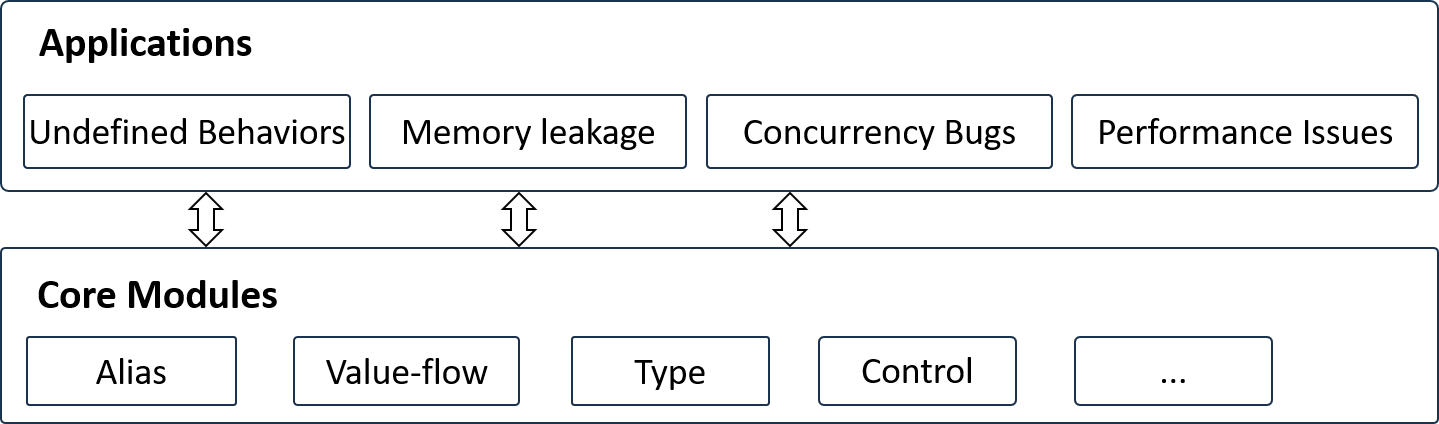 Applications
Undefined Behaviors
Memory leakage
Concurrency Bugs
Performance Issues
Core Modules
Alias
Value-flow
Type
Control
...